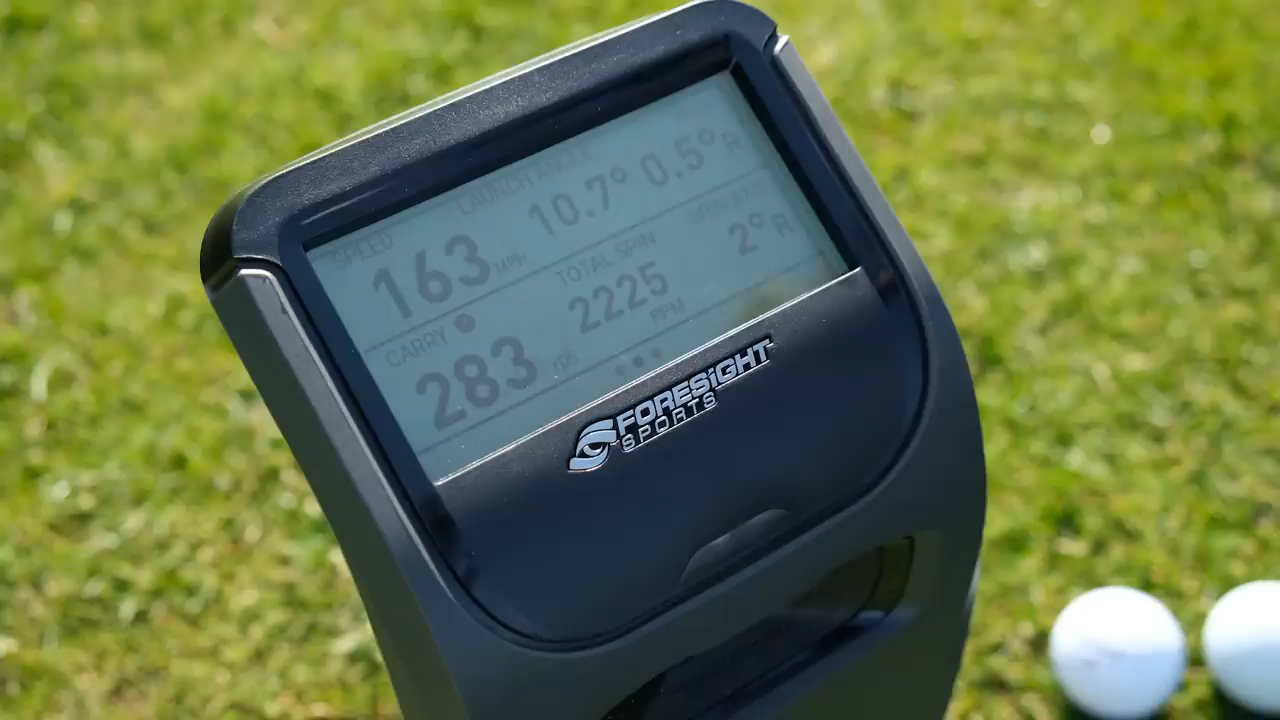 SPEED
LAUNCH ANGLE
163 MPH
10.7° 0.5° R
CARRY
TOTAL SPIN
SPIN AXIS
283 YDS
2225 RPM
2° R
FORESIGHT
SPORTS